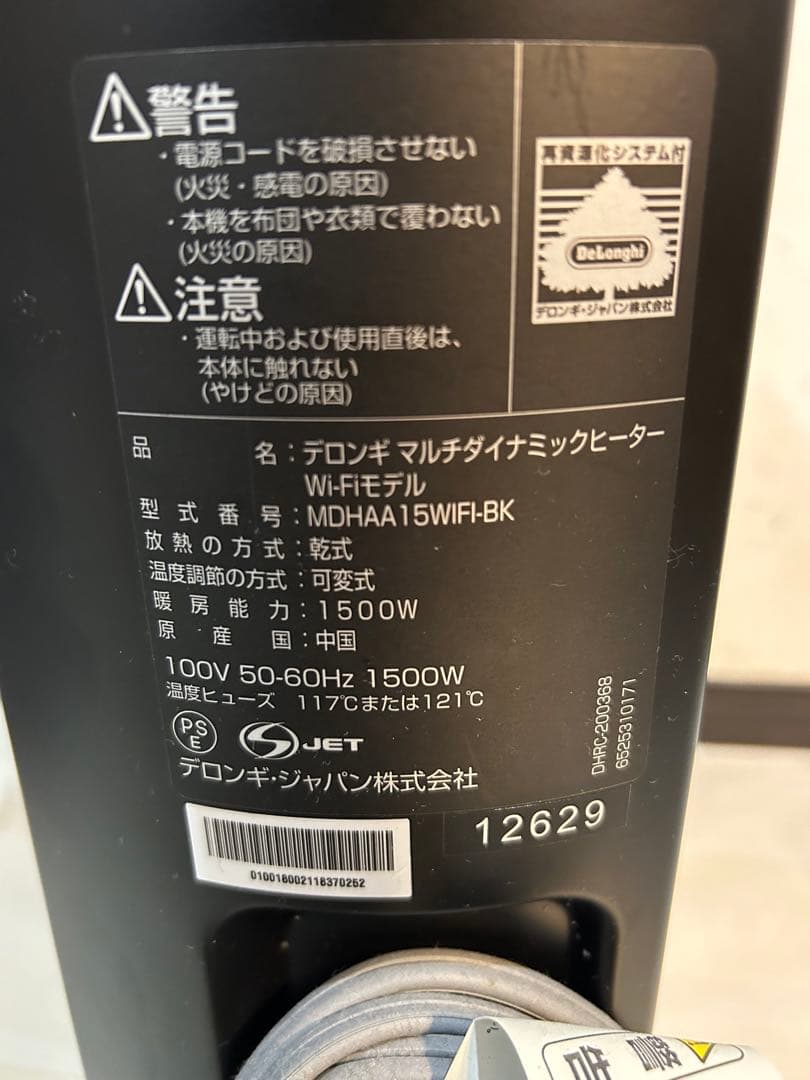 警告
・電源コードを破損させない
(火災・感電の原因)
・本機を布団や衣類で覆わない
(火災の原因)
注意
・運転中および使用直後は、
本体に触れない
(やけどの原因)
再資源化システム付
DeLonghi
デロンギ・ジャパン株式会社
品名：デロンギ マルチダイナミックヒーター
Wi-Fiモデル
型式番号：MDHAA15WIFI-BK
放熱の方式：乾式
温度調節の方式：可変式
暖房能力：1500W
原産国：中国
100V 50-60Hz 1500W
温度ヒューズ 117℃または121℃
PS
E
JET
デロンギ・ジャパン株式会社
DHRC-200368
6525310171
12629
010018002118370252
警告